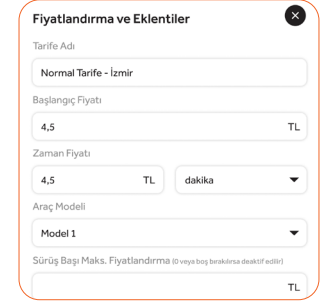 Fiyatlandırma ve Eklentiler
Tarife Adı
Normal Tarife - İzmir
Başlangıç Fiyatı
4,5 TL
Zaman Fiyatı
4,5 TL dakika
Araç Modeli
Model 1
Sürüş Başı Maks. Fiyatlandırma (0 veya boş bırakılırsa deaktif edilir)
TL